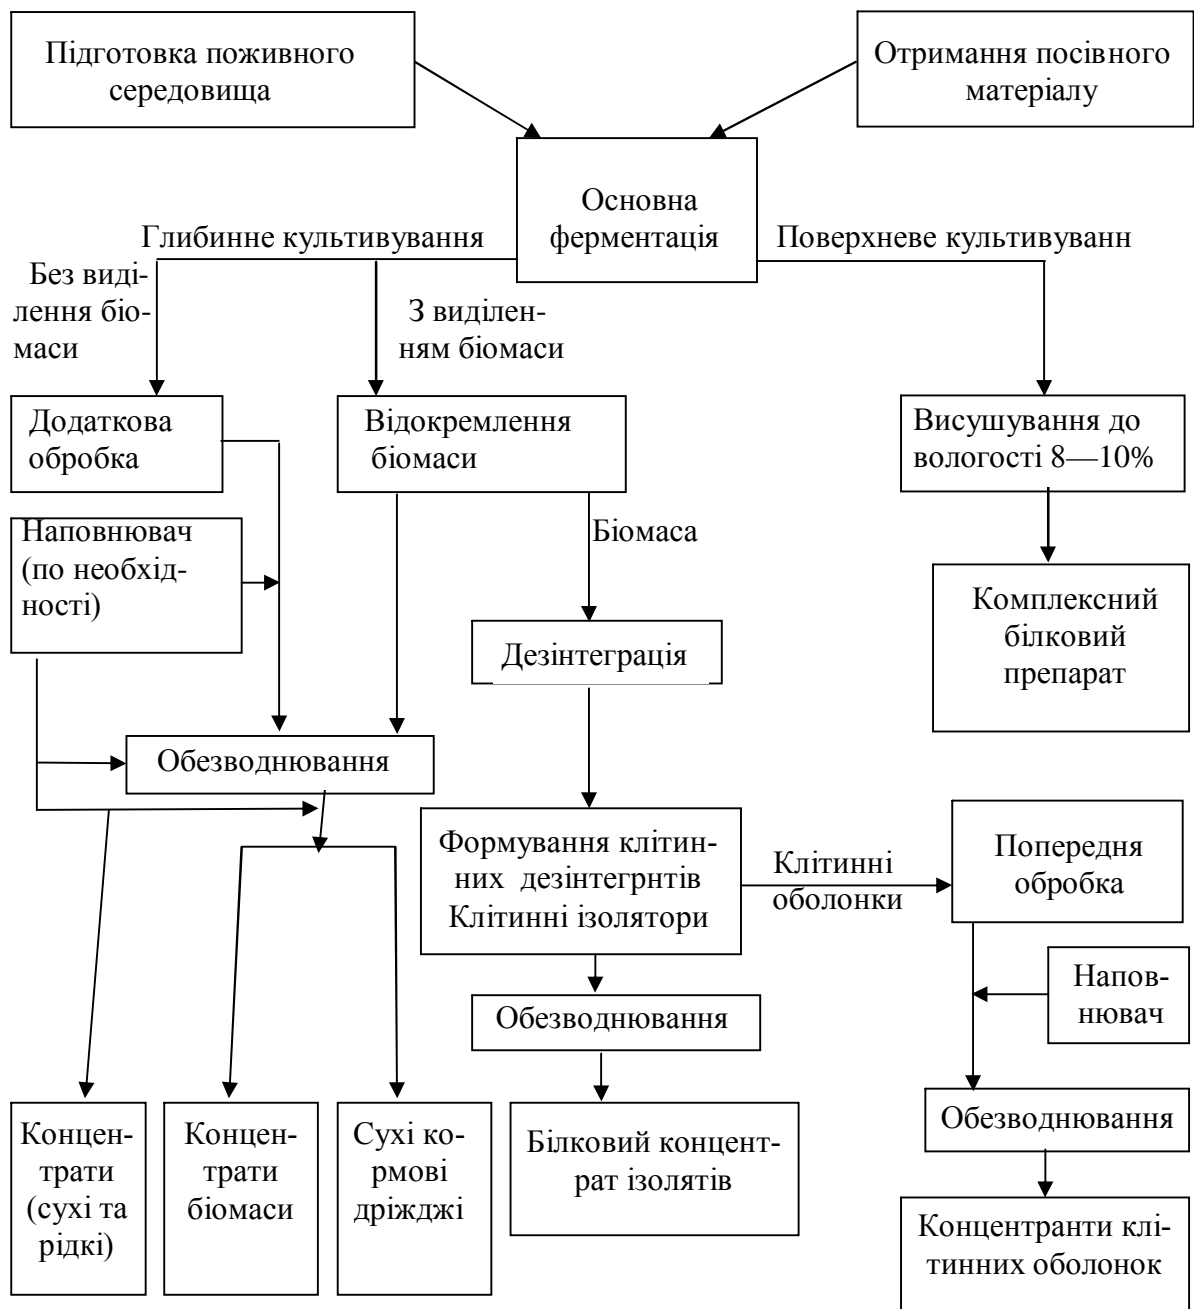 Підготовка поживного
середовища
Отримання посівного
матеріалу
Основна
ферментація
Глибинне культивування
Поверхневе культивуванн
Без виді-
лення біо-
маси
З виділен-
ням біомаси
Додаткова
обробка
Відокремлення
біомаси
Висушування до
вологості 8—10%
Наповнювач
(по необхід-
ності)
Біомаса
Комплексний
білковий
препарат
Дезінтеграція
Обезводнювання
Формування клітин-
них дезінтегрнтів
Клітинні ізолятори
Клітинні
оболонки
Попередня
обробка
Напов-
нювач
Обезводнювання
Обезводнювання
Концен-
трати
(сухі та
рідкі)
Концен-
трати
біомаси
Сухі ко-
рмові
дріжджі
Білковий концент-
рат ізолятів
Концентранти клі-
тинних оболонок